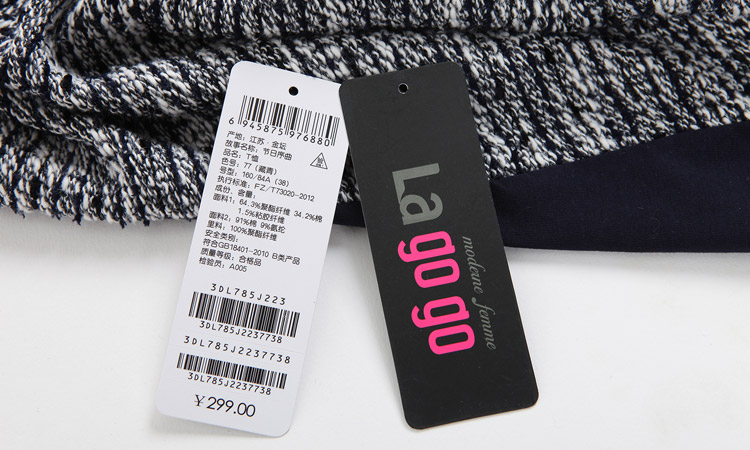 6 945875 976880
产地：江苏·金坛
故事名称：节日序曲
品名：T恤
色号：77（藏青）
号型：160/84A（38）
执行标准：FZ/T73020-2012
成份、含量：
面料1：64.3%聚酯纤维 34.2%棉
1.5%粘胶纤维
面料2：91%棉 9%氨纶
里料：100%聚酯纤维
安全类别：
符合GB18401-2010 B类产品
质量等级：合格品
检验员：A005
3DL785J223
3DL785J2237738
3DL785J2237738
3DL785J2237738
¥299.00
La go go
moderne femme